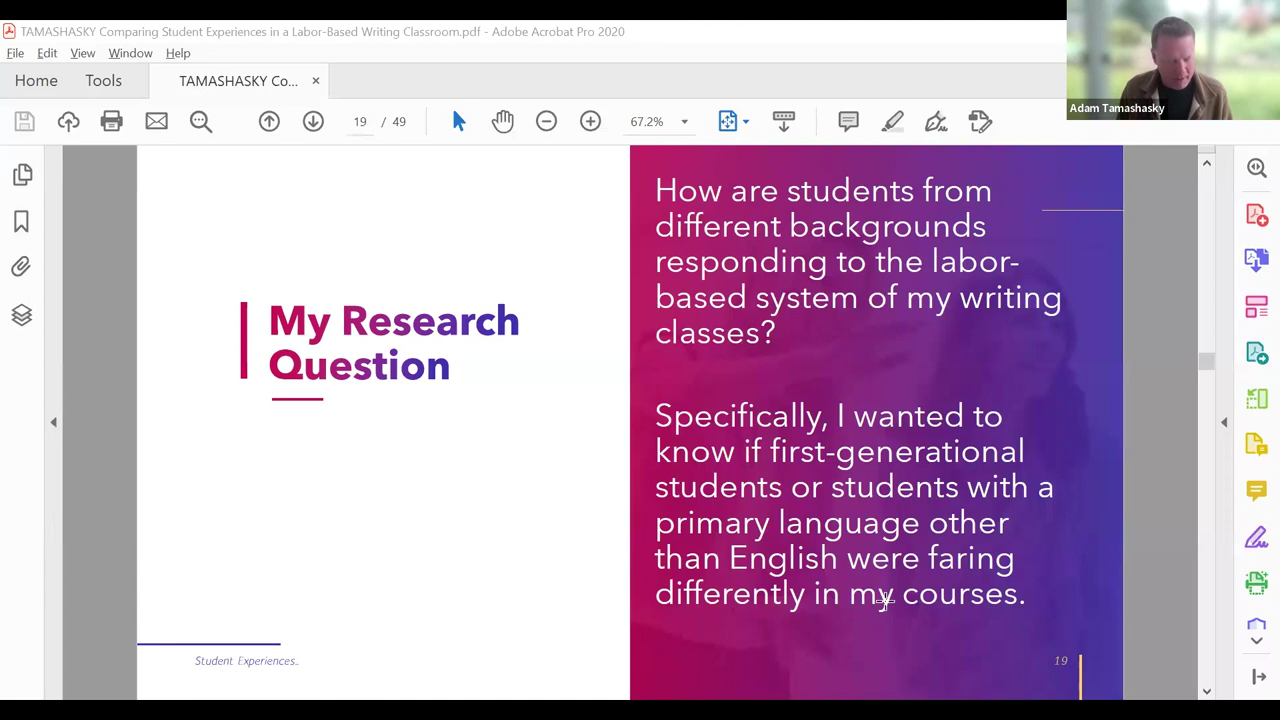 TAMASHASKY Comparing Student Experiences in a Labor-Based Writing Classroom.pdf - Adobe Acrobat Pro 2020
File Edit View Window Help
Home Tools TAMASHASKY Co... ×
19 / 49 67.2%
Adam Tamashasky
My Research
Question
How are students from
different backgrounds
responding to the labor-
based system of my writing
classes?
Specifically, I wanted to
know if first-generational
students or students with a
primary language other
than English were faring
differently in my courses.
Student Experiences..
19